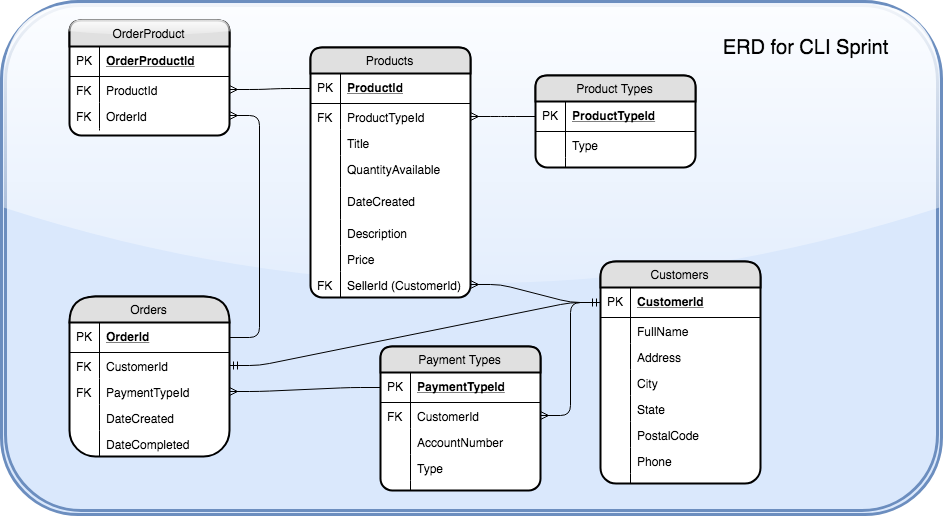 ERD for CLI Sprint
OrderProduct
PK OrderProductId
FK ProductId
FK OrderId
Products
PK ProductId
FK ProductTypeId
Title
QuantityAvailable
DateCreated
Description
Price
FK SellerId (CustomerId)
Product Types
PK ProductTypeId
Type
Orders
PK OrderId
FK CustomerId
FK PaymentTypeId
DateCreated
DateCompleted
Payment Types
PK PaymentTypeId
FK CustomerId
AccountNumber
Type
Customers
PK CustomerId
FullName
Address
City
State
PostalCode
Phone